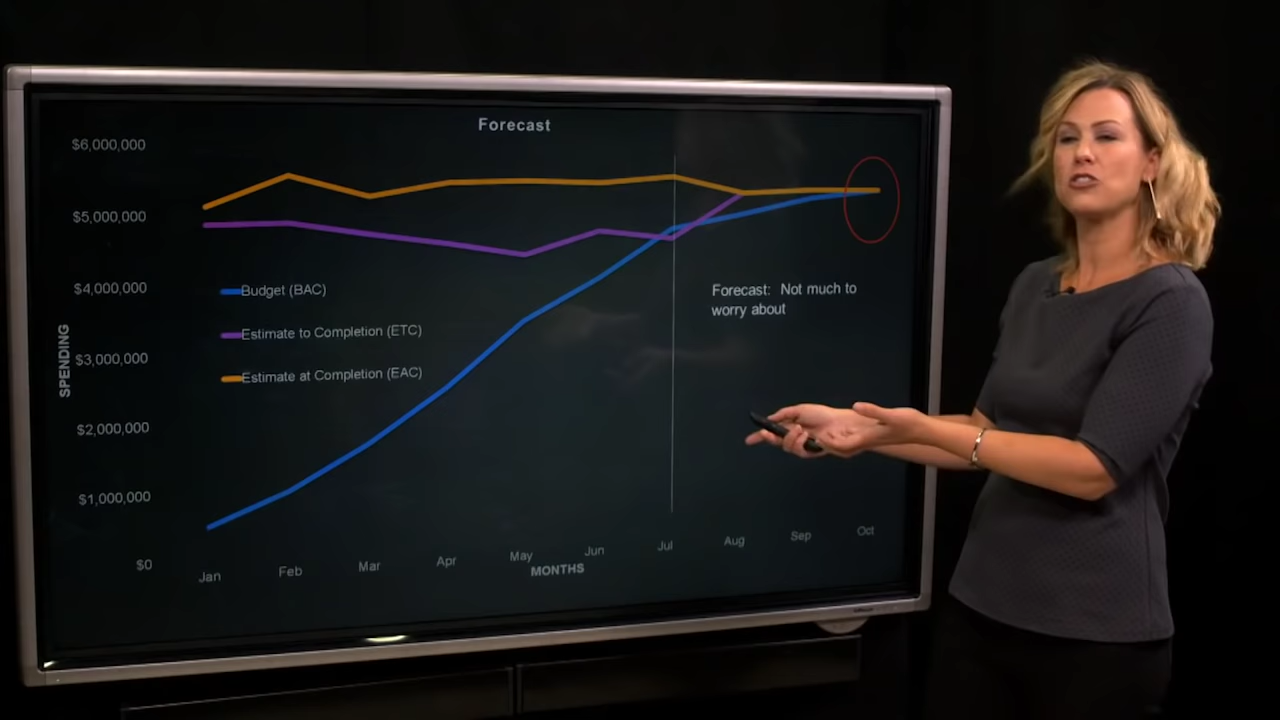 Forecast
$6,000,000
$5,000,000
$4,000,000
$3,000,000
$2,000,000
$1,000,000
$0
SPENDING
Budget (BAC)
Estimate to Completion (ETC)
Estimate at Completion (EAC)
Forecast: Not much to
worry about
Jan Feb Mar Apr May Jun Jul Aug Sep Oct
MONTHS